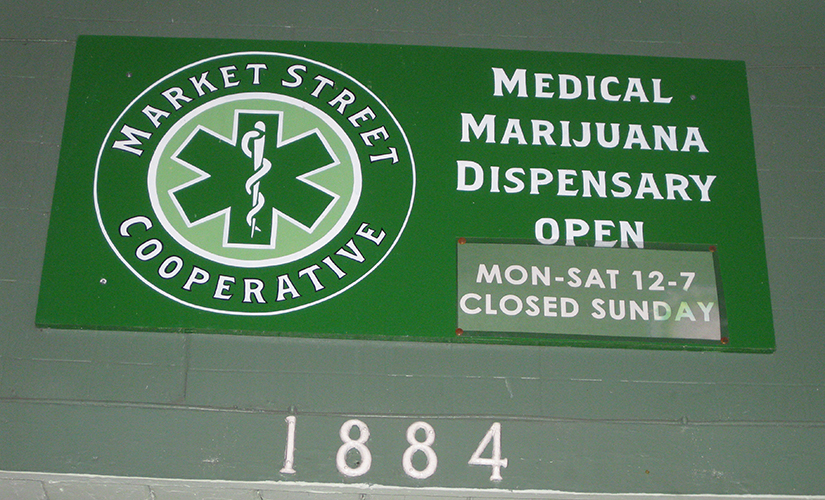 MARKET STREET
COOPERATIVE
MEDICAL
MARIJUANA
DISPENSARY
OPEN
MON-SAT 12-7
CLOSED SUNDAY
1884